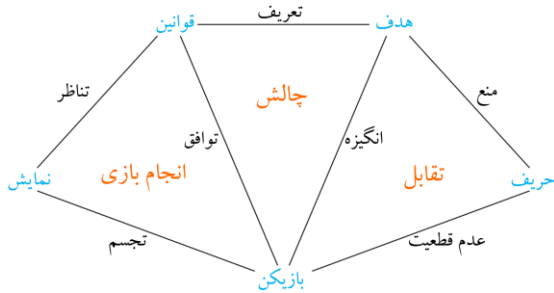 تعریف
قوانین
هدف
چالش
تناظر
منع
توافق
انگیزه
انجام بازی
تقابل
نمایش
حریف
تجسم
عدم قطعیت
بازیکن